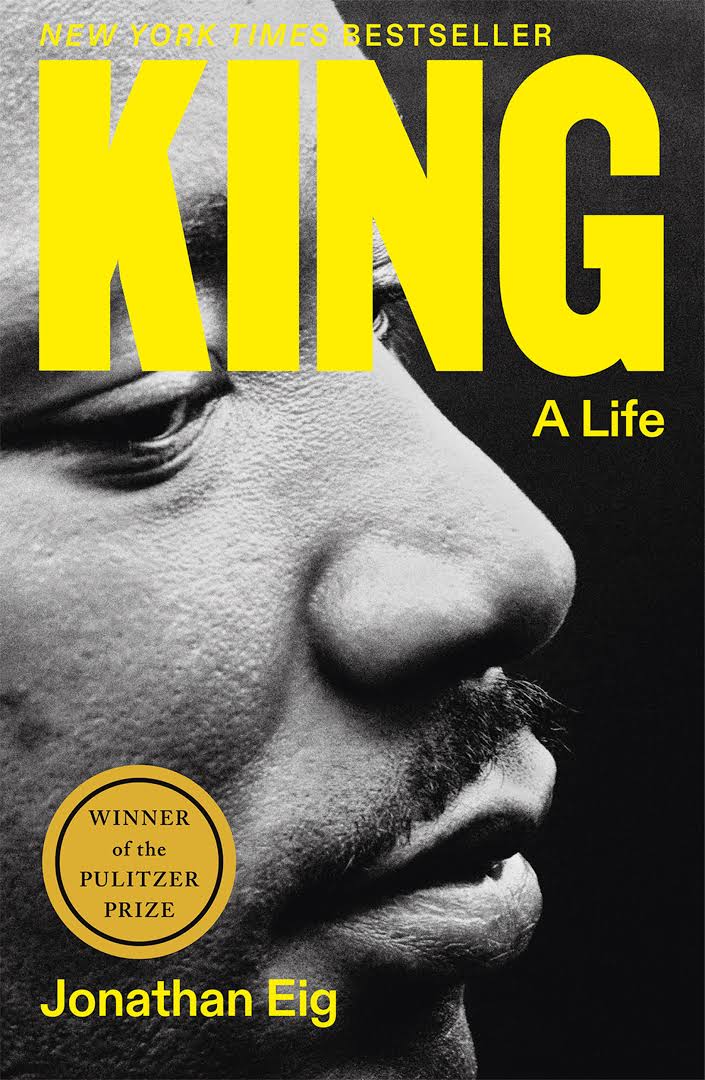 NEW YORK TIMES BESTSELLER
KING
A Life
WINNER
of the
PULITZER
PRIZE
Jonathan Eig